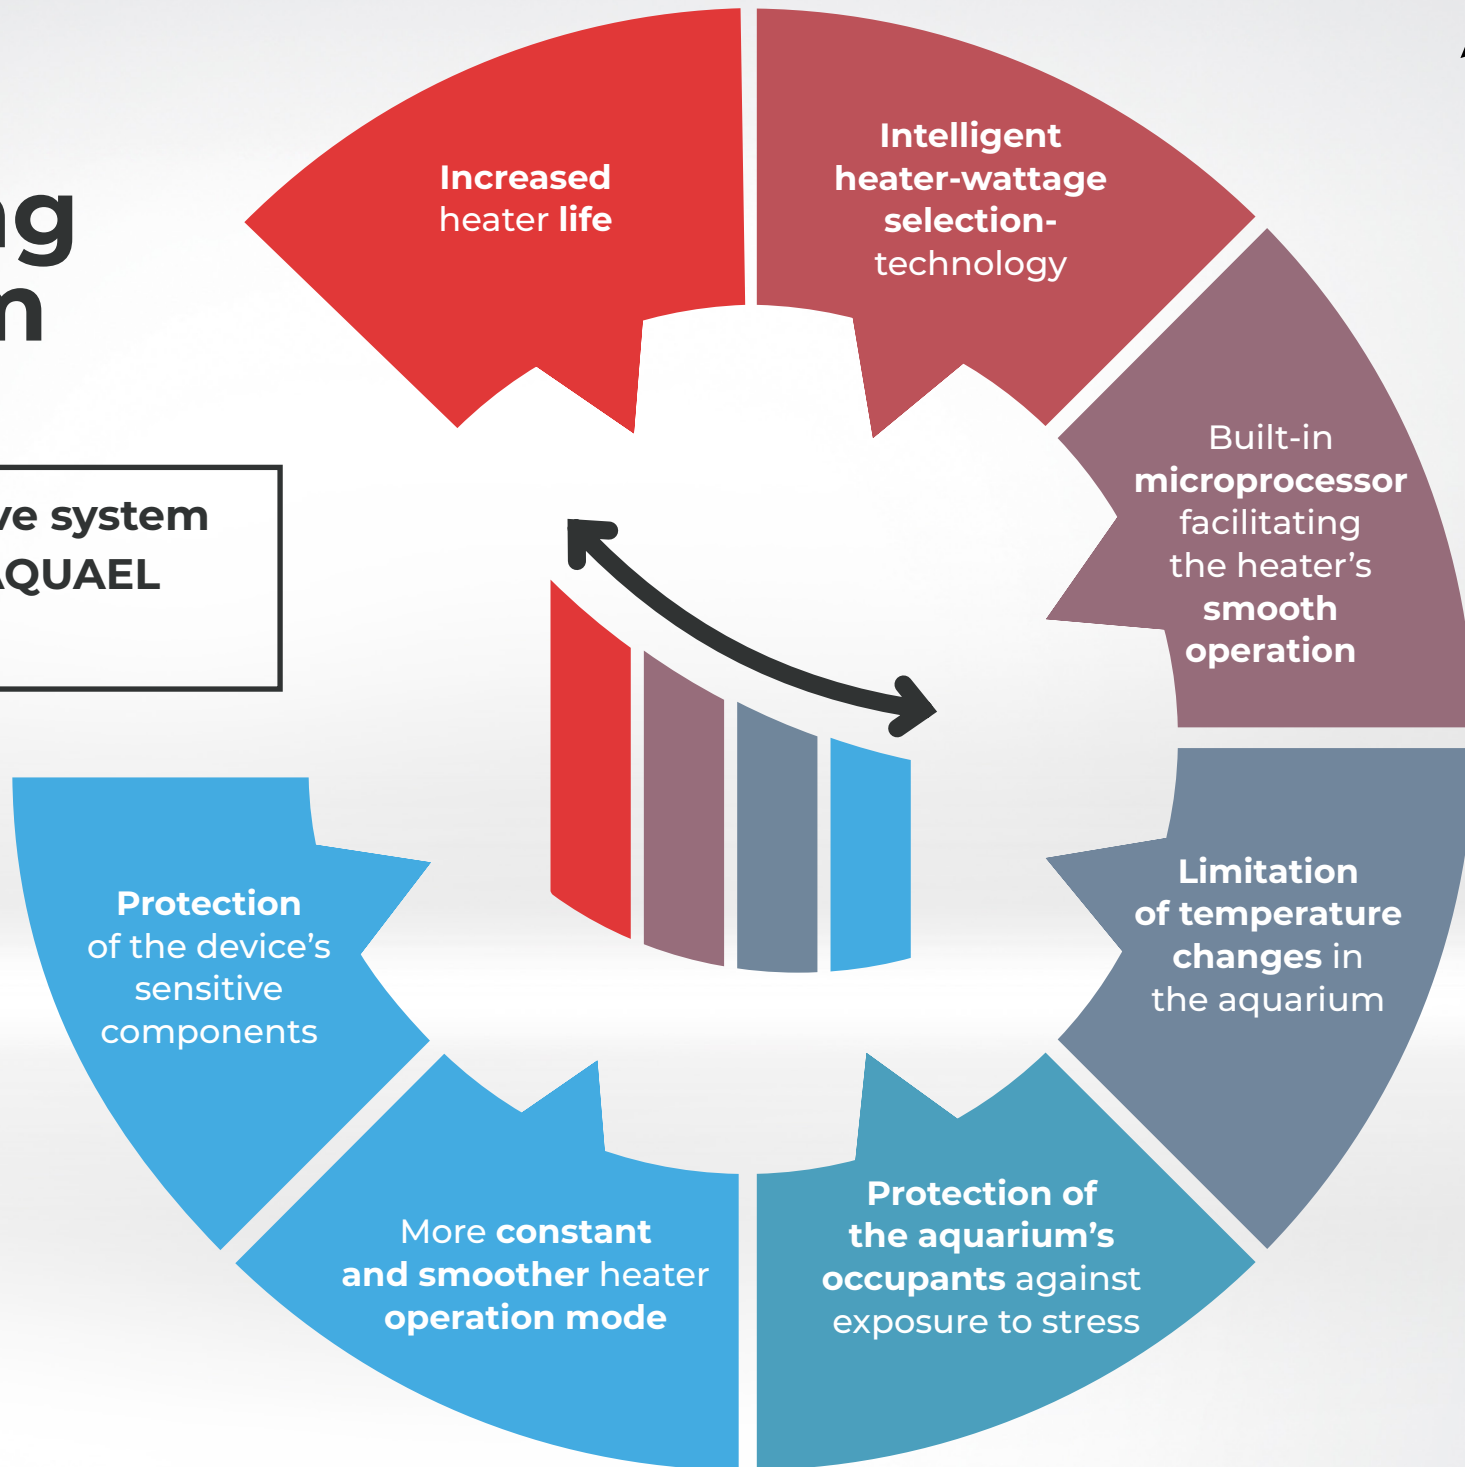 ve system
AQUAEL
Increased
heater life
Intelligent
heater-wattage
selection-
technology
Built-in
microprocessor
facilitating
the heater’s
smooth
operation
Limitation
of temperature
changes in
the aquarium
Protection of
the aquarium’s
occupants against
exposure to stress
More constant
and smoother heater
operation mode
Protection
of the device’s
sensitive
components